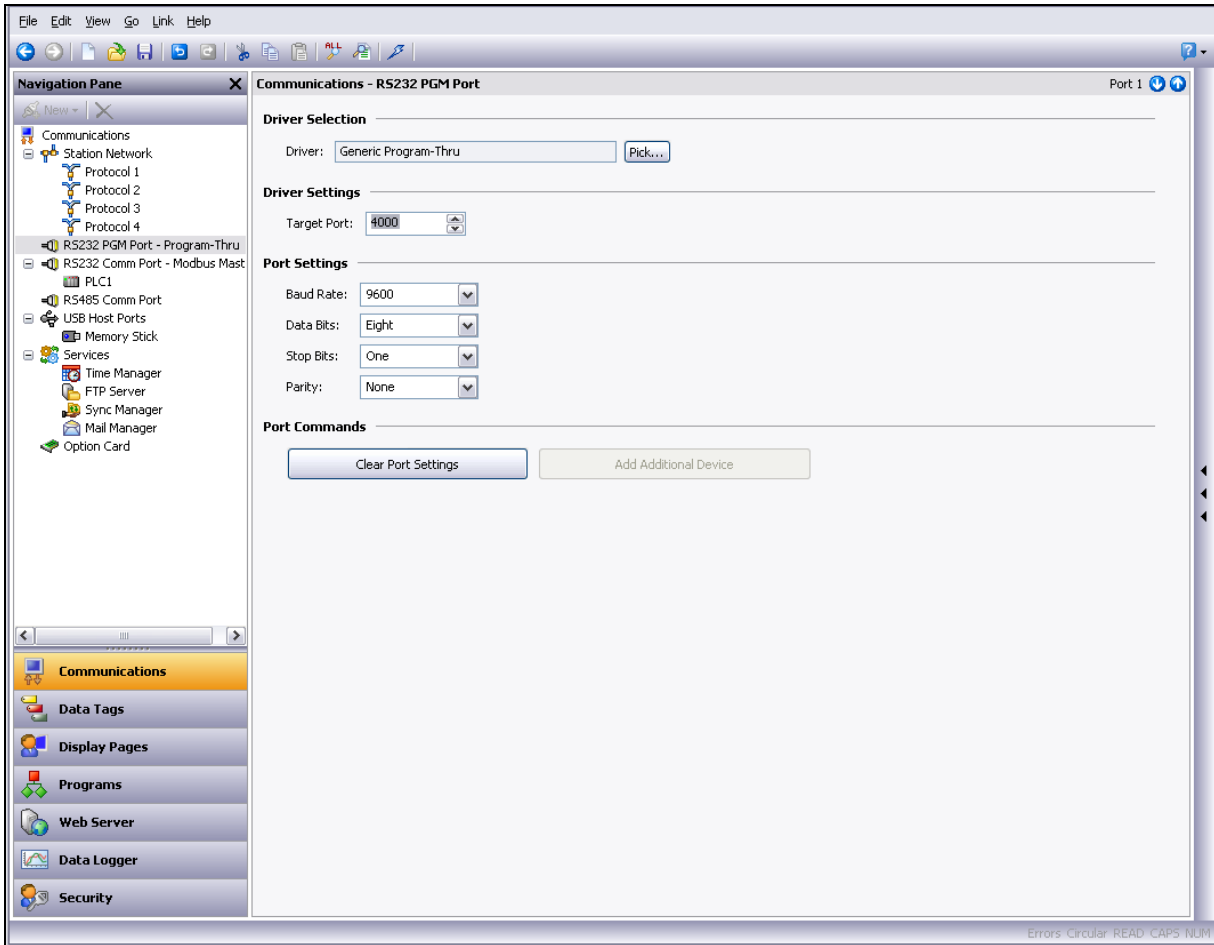 File Edit View Go Link Help
ALL
Navigation Pane
New
Communications
Station Network
Protocol 1
Protocol 2
Protocol 3
Protocol 4
RS232 PGM Port - Program-Thru
RS232 Comm Port - Modbus Mast
PLC1
RS485 Comm Port
USB Host Ports
Memory Stick
Services
Time Manager
FTP Server
Sync Manager
Mail Manager
Option Card
Communications
Data Tags
Display Pages
Programs
Web Server
Data Logger
Security
Communications - RS232 PGM Port Port 1
Driver Selection
Driver: Generic Program-Thru Pick...
Driver Settings
Target Port: 4000
Port Settings
Baud Rate: 9600
Data Bits: Eight
Stop Bits: One
Parity: None
Port Commands
Clear Port Settings Add Additional Device
Errors Circular READ CAPS NUM